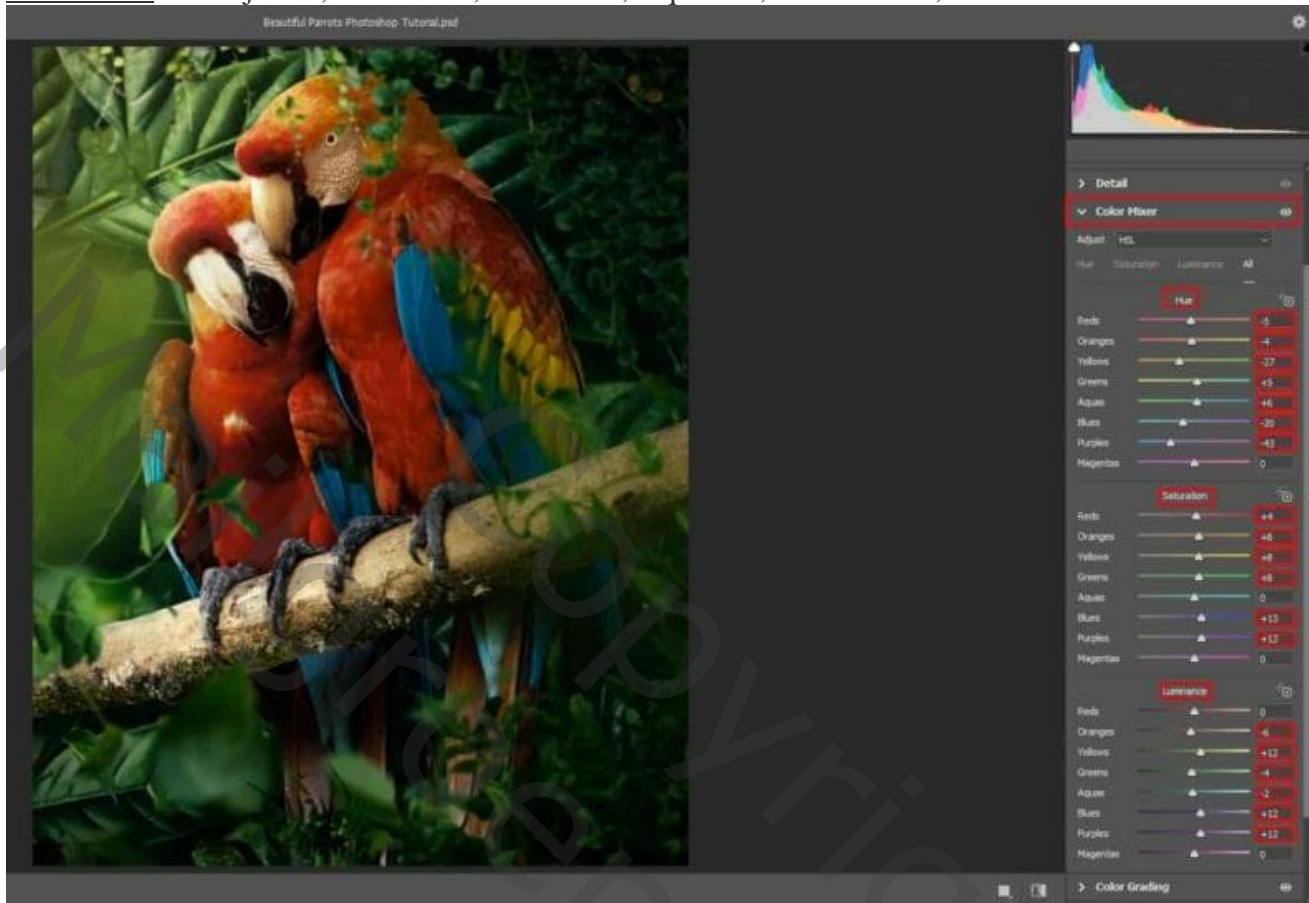 Beautiful Parrots Photoshop Tutorial.psd
Detail
Color Mixer
Adjust HSL
Hue Saturation Luminance All
Hue
Reds -5
Oranges -4
Yellows -27
Greens +5
Aquas +6
Blues -20
Purples -43
Magentas 0
Saturation
Reds +4
Oranges +8
Yellows +8
Greens +8
Aquas 0
Blues +13
Purples
Magentas 0
Luminance
Reds 0
Oranges -6
Yellows +12
Greens -4
Aquas -2
Blues +12
Purples +12
Magentas 0
Color Grading